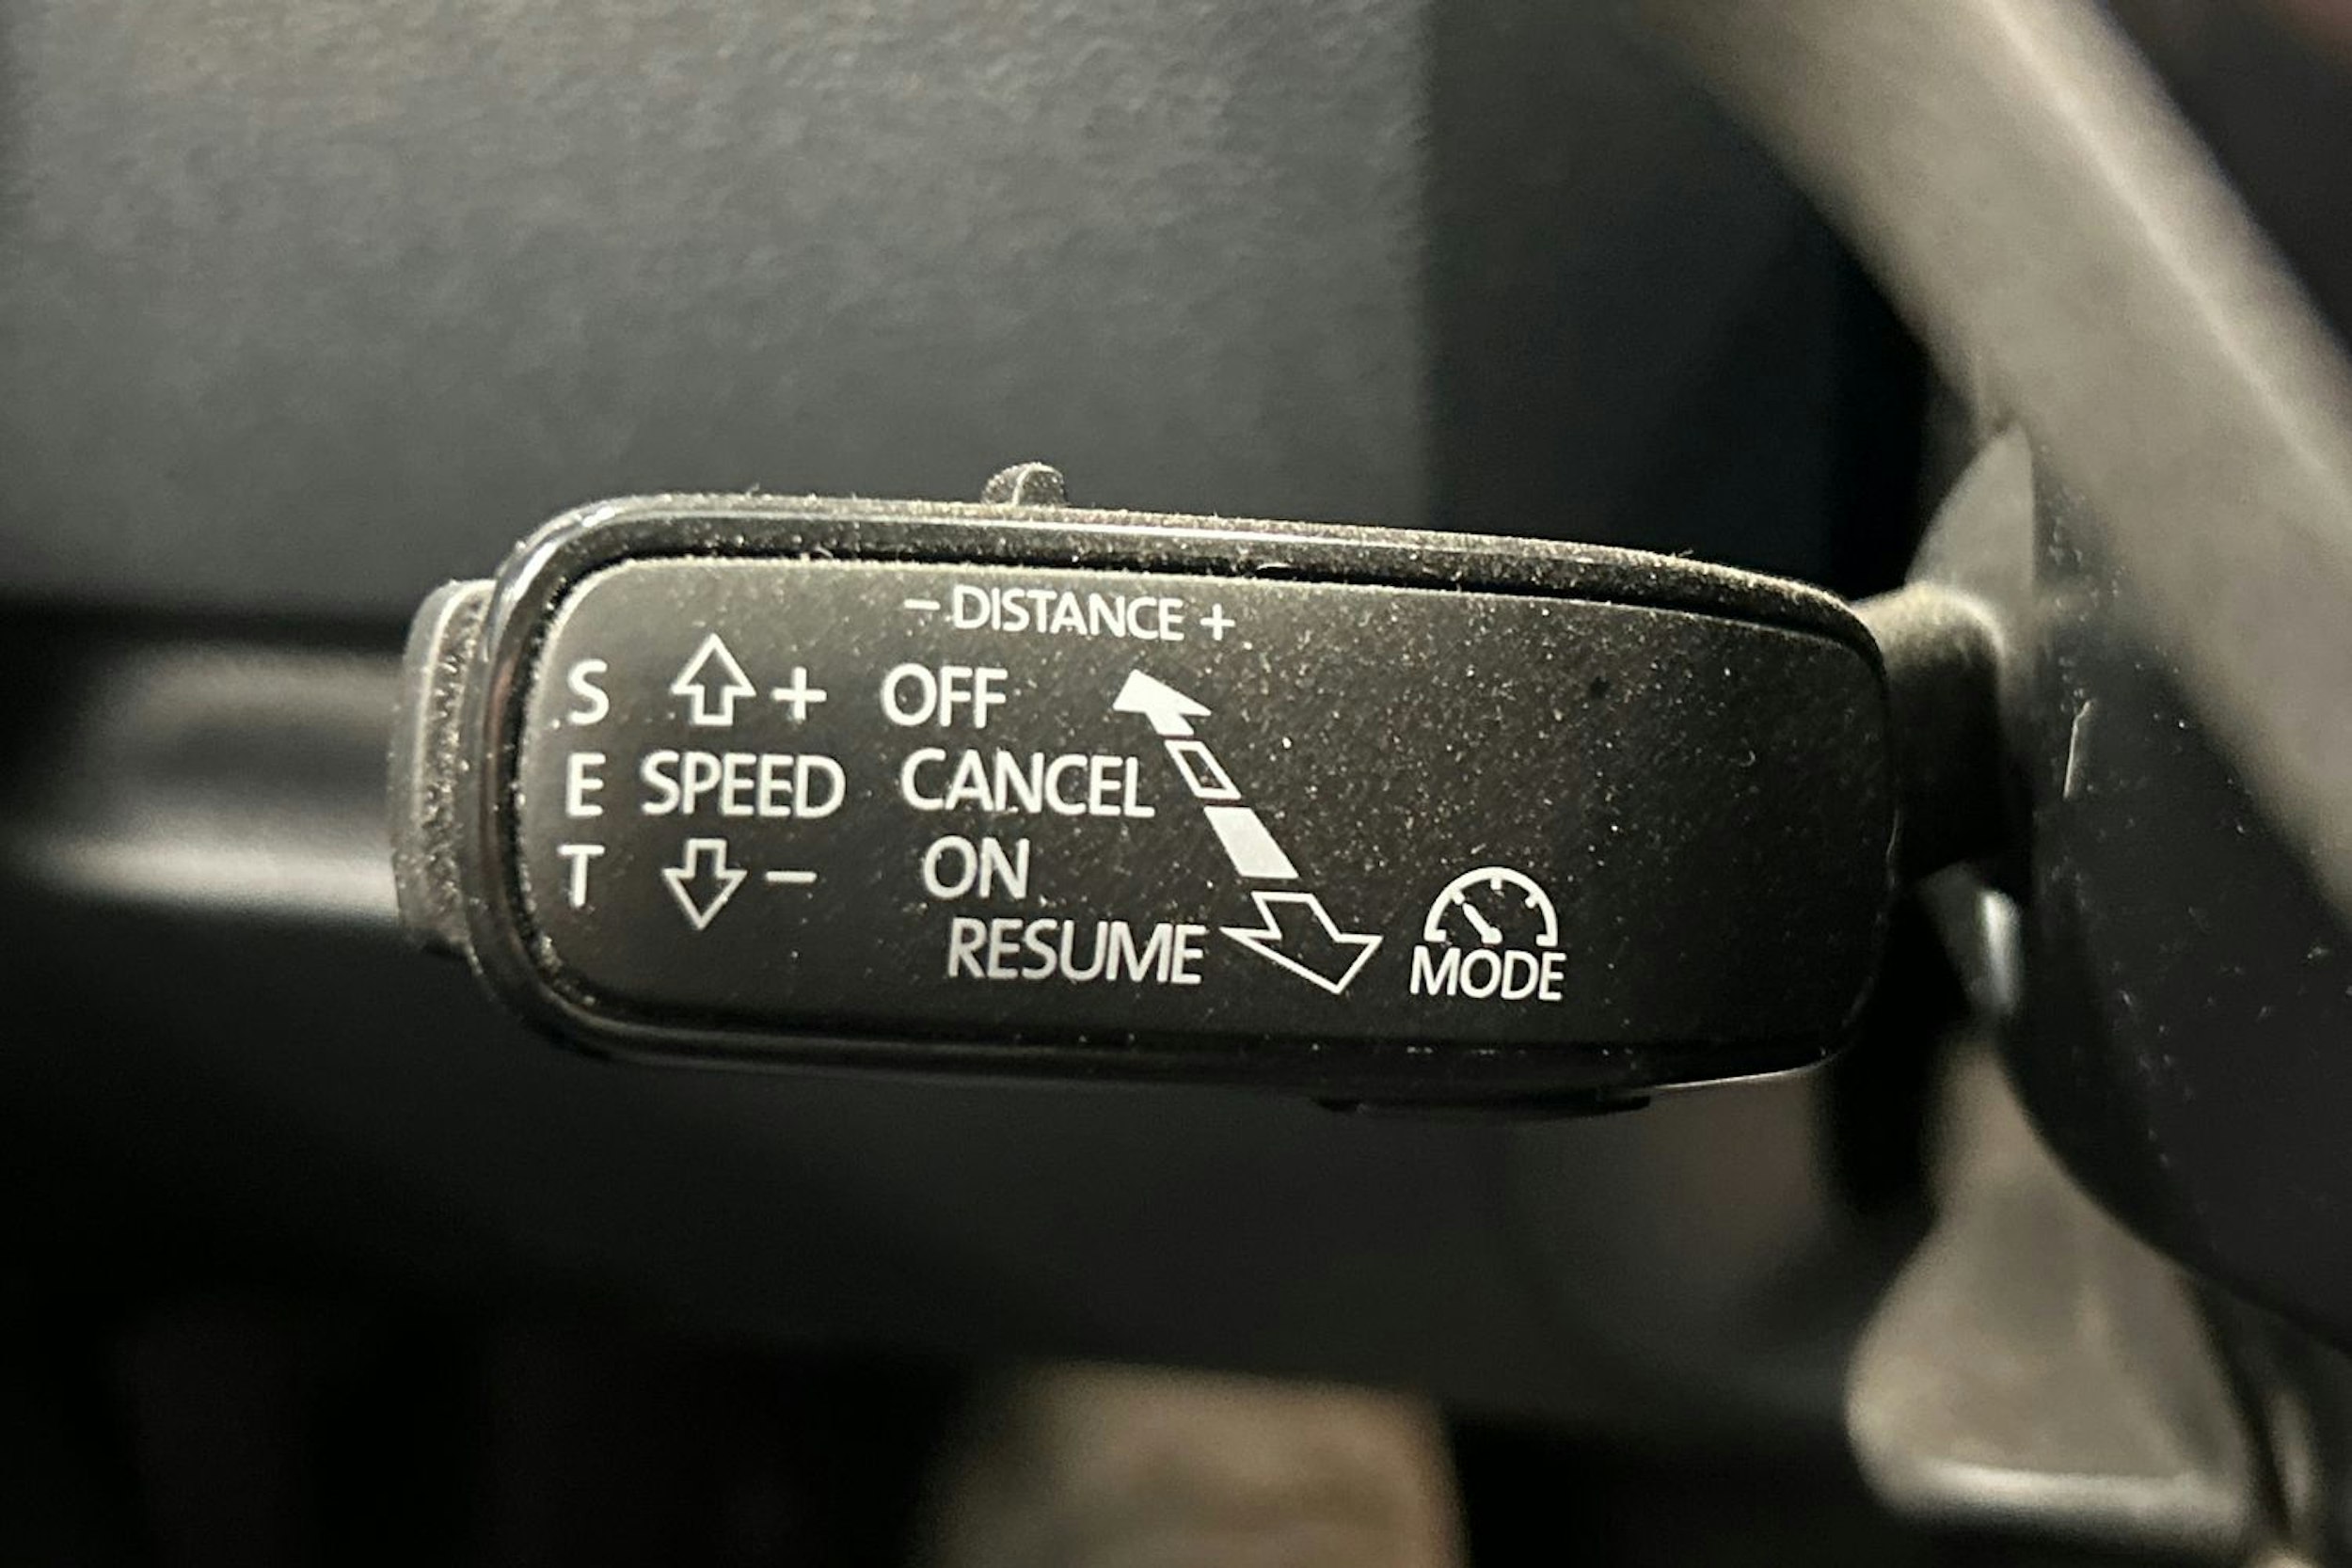 - DISTANCE +
S + OFF
E SPEED CANCEL
T - ON
RESUME
MODE